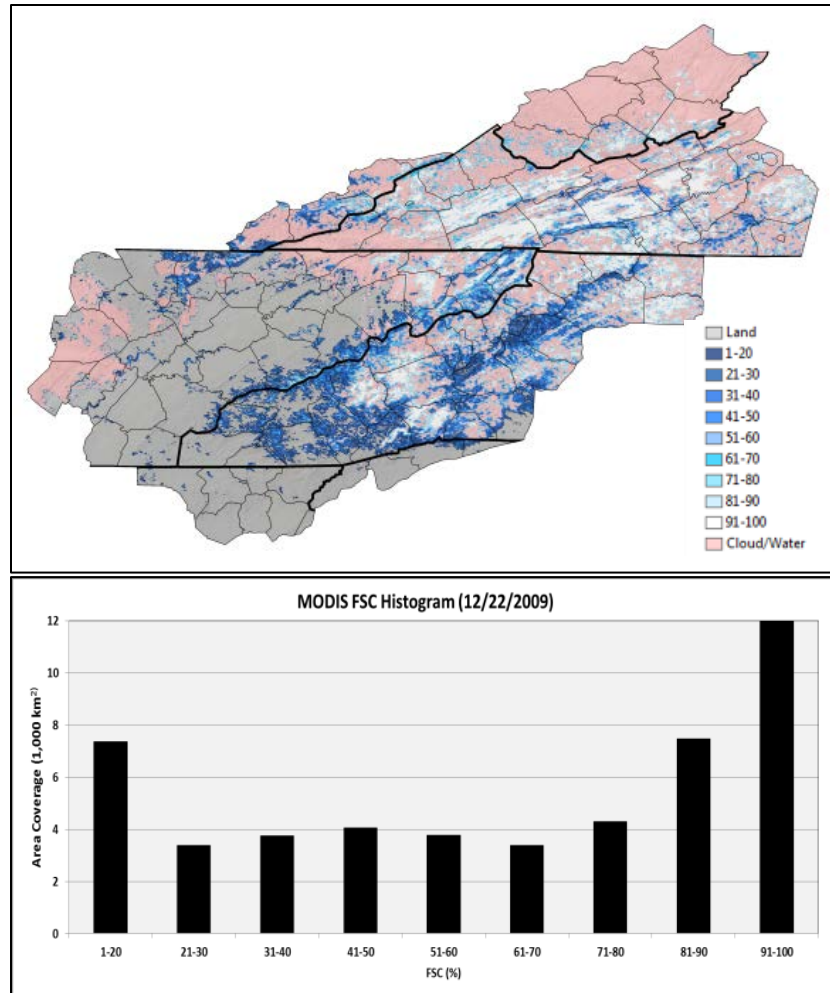 Land
1-20
21-30
31-40
41-50
51-60
61-70
71-80
81-90
91-100
Cloud/Water
MODIS FSC Histogram (12/22/2009)
Area Coverage (1,000 km²)
12
10
8
6
4
2
0
1-20 21-30 31-40 41-50 51-60 61-70 71-80 81-90 91-100
FSC (%)